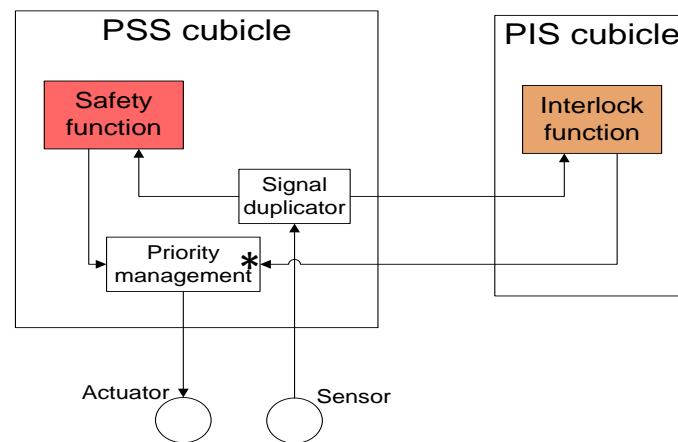 PSS cubicle
PIS cubicle
Safety
function
Interlock
function
Signal
duplicator
Priority
management*
Actuator
Sensor